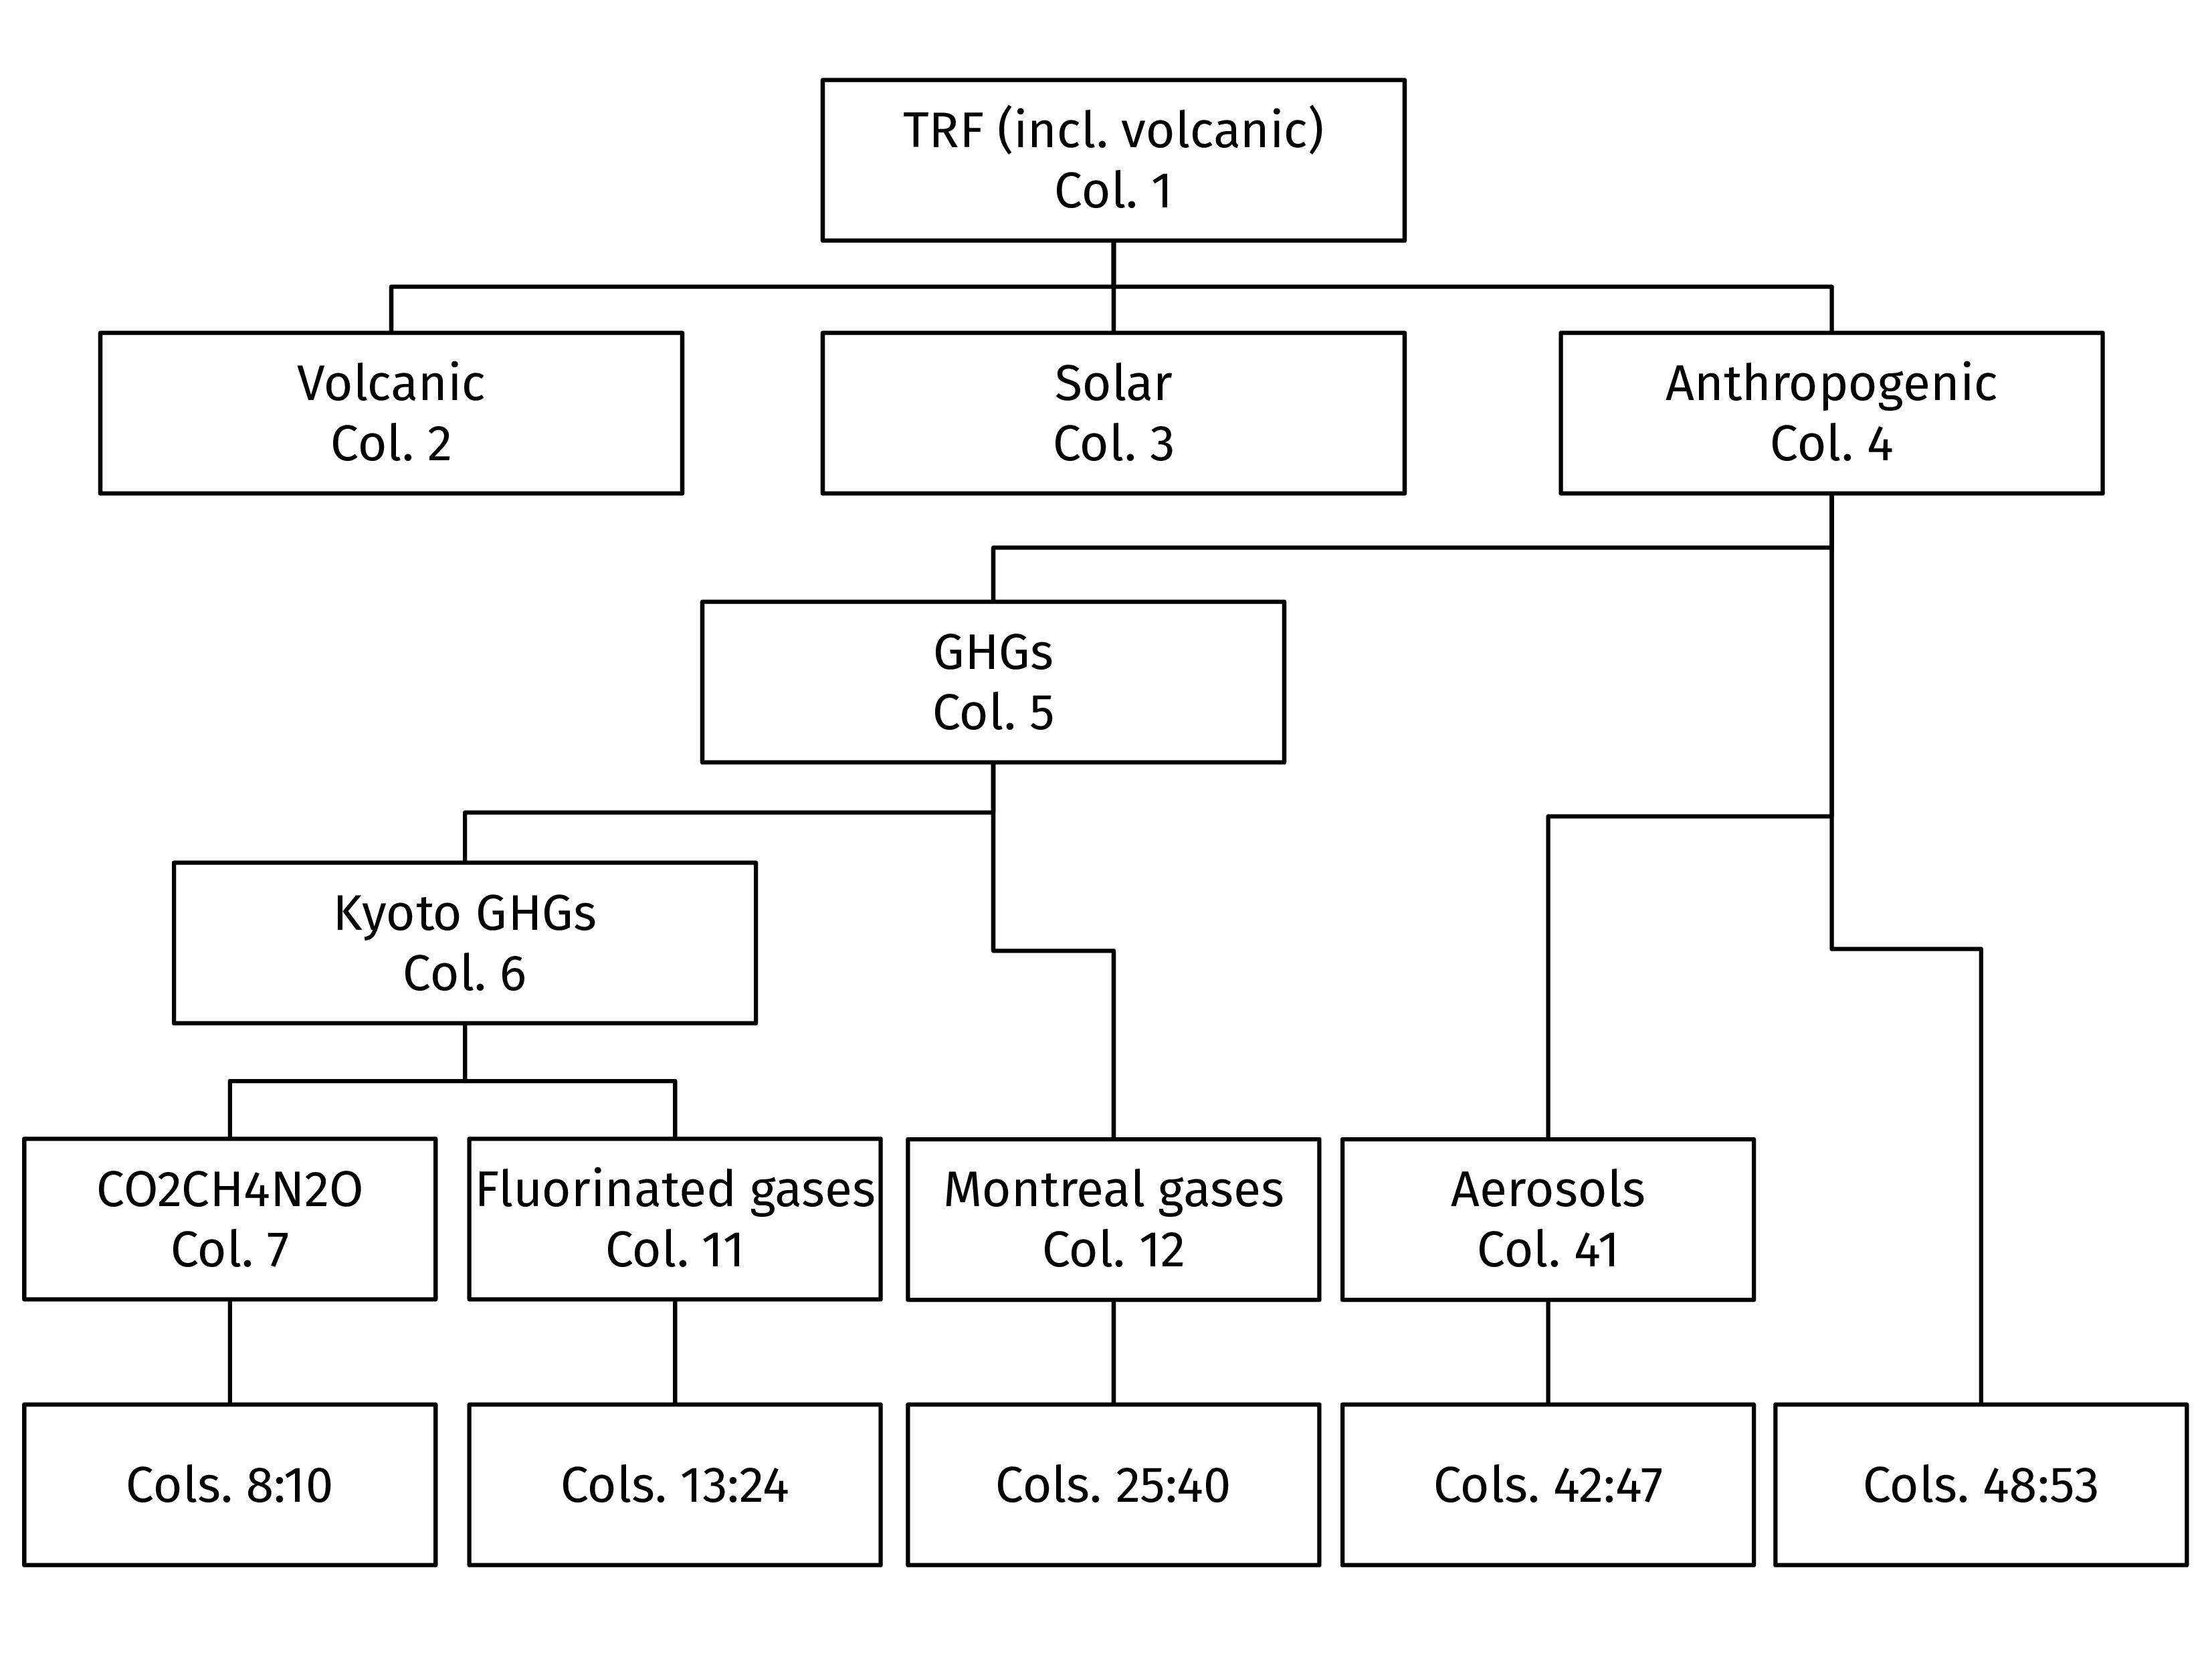 TRF (incl. volcanic)
Col. 1
Volcanic
Col. 2
Solar
Col. 3
Anthropogenic
Col. 4
GHGs
Col. 5
Kyoto GHGs
Col. 6
CO2CH4N2O
Col. 7
Fluorinated gases
Col. 11
Montreal gases
Col. 12
Aerosols
Col. 41
Cols. 8:10
Cols. 13:24
Cols. 25:40
Cols. 42:47
Cols. 48:53